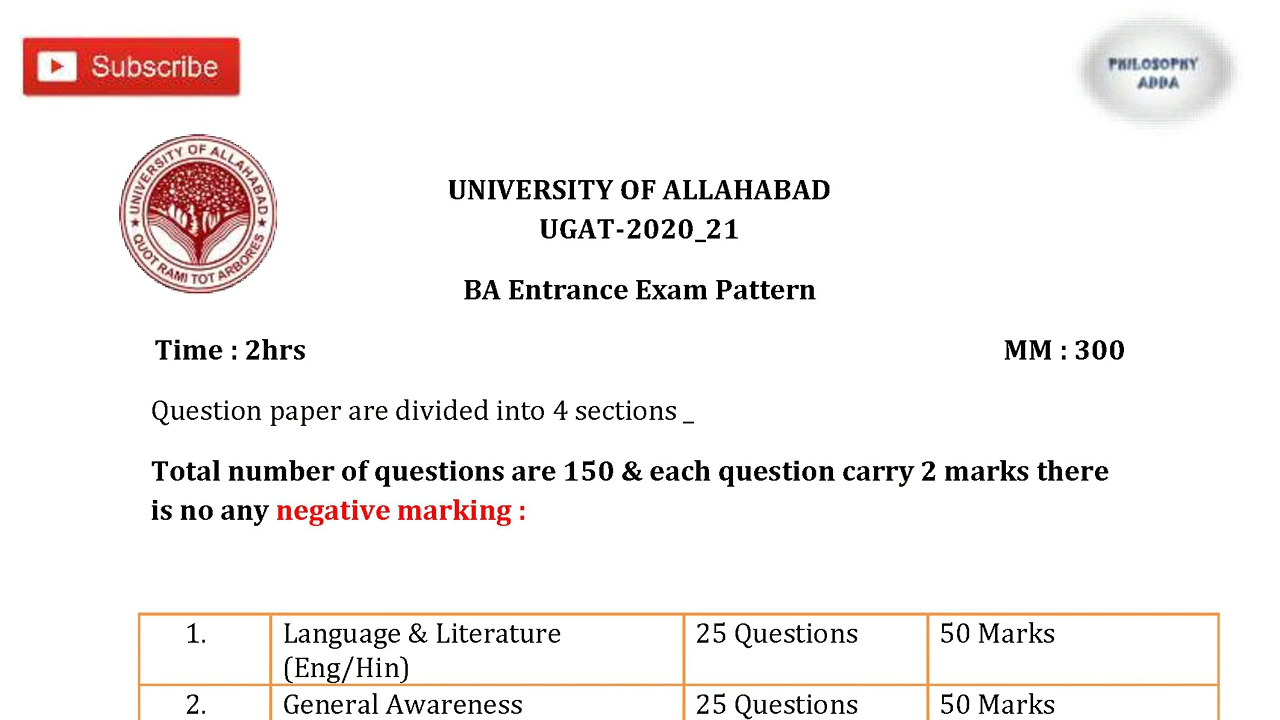 Subscribe
PHILOSOPHY
ADDA
UNIVERSITY OF ALLAHABAD
QUOT RAMI TOT ARBORES
UNIVERSITY OF ALLAHABAD
UGAT-2020_21
BA Entrance Exam Pattern
Time : 2hrs MM : 300
Question paper are divided into 4 sections _
Total number of questions are 150 & each question carry 2 marks there
is no any negative marking :
1. Language & Literature 25 Questions 50 Marks
(Eng/Hin)
2. General Awareness 25 Questions 50 Marks